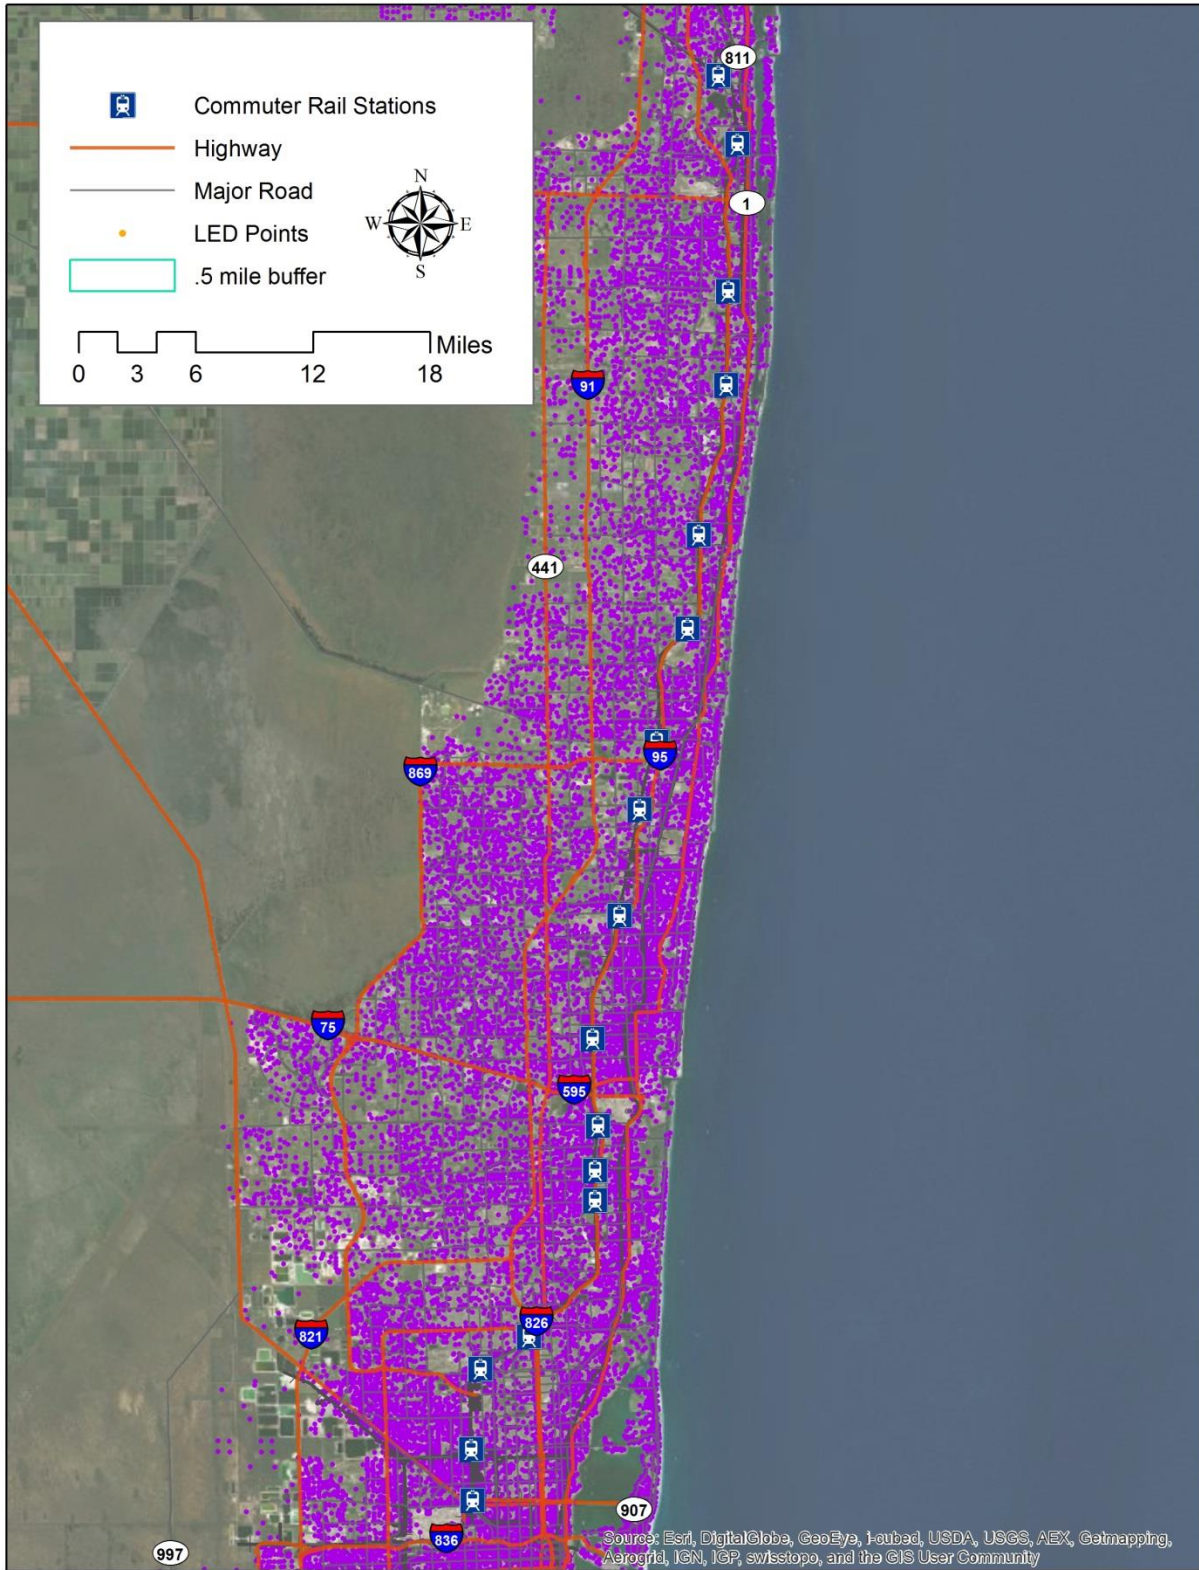 Commuter Rail Stations
Highway
Major Road
LED Points
.5 mile buffer
N
W E
S
Miles
0 3 6 12 18
811
1
91
441
95
869
75
595
826
821
907
836
997
Source: Esri, DigitalGlobe, GeoEye, i-cubed, USDA, USGS, AEX, Getmapping,
Aerogrid, IGN, IGP, swisstopo, and the GIS User Community